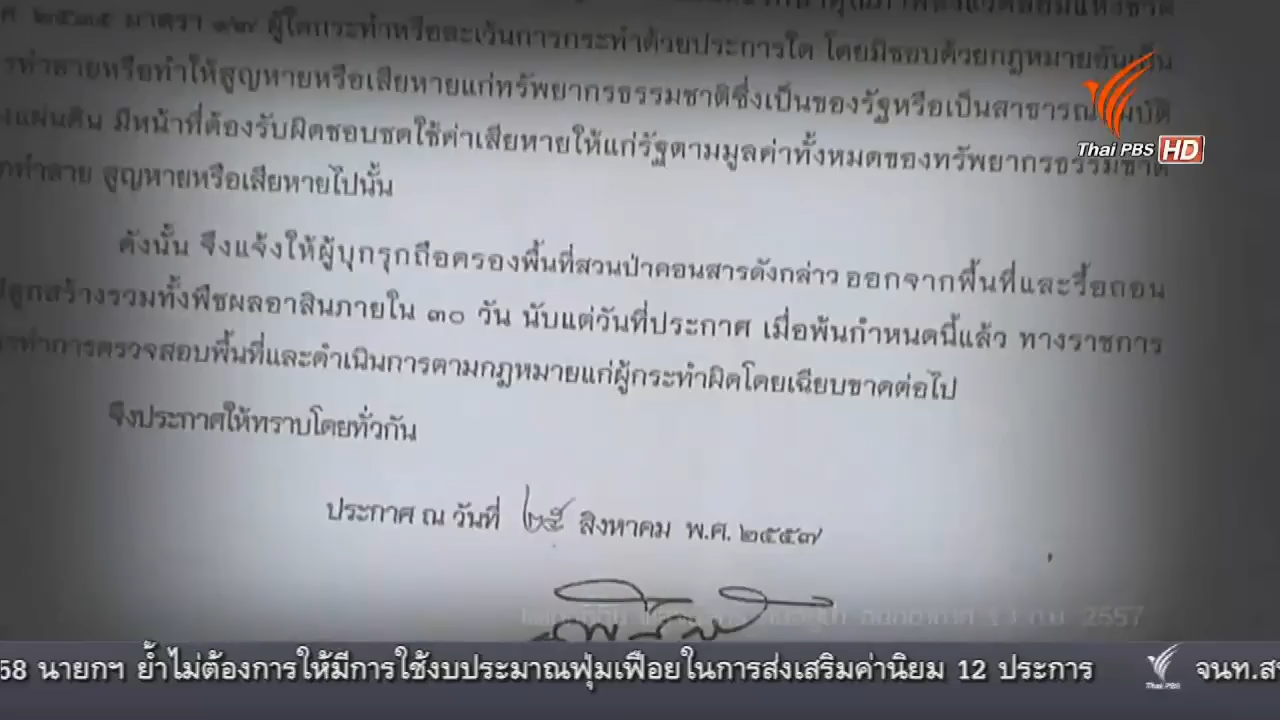 ๒๕๓๕ มาตรา ๙๗ ผู้ใดกระทำหรือละเว้นการกระทำด้วยประการใด โดยมิชอบด้วยกฎหมายอันเป็น
ทำลายหรือทำให้สูญหายหรือเสียหายแก่ทรัพยากรธรรมชาติซึ่งเป็นของรัฐหรือเป็นสาธารณสมบัติ
แผ่นดิน มีหน้าที่ต้องรับผิดชอบชดใช้ค่าเสียหายให้แก่รัฐตามมูลค่าทั้งหมดของทรัพยากรธรรมชาติ
ทำลาย สูญหายหรือเสียหายไปนั้น
ดังนั้น จึงแจ้งให้ผู้บุกรุกถือครองพื้นที่สวนป่าคอนสารดังกล่าว ออกจากพื้นที่และรื้อถอน
ปลูกสร้างรวมทั้งพืชผลอาสินภายใน ๓๐ วัน นับแต่วันที่ประกาศ เมื่อพ้นกำหนดนี้แล้ว ทางราชการ
ทำการตรวจสอบพื้นที่และดำเนินการตามกฎหมายแก่ผู้กระทำผิดโดยเฉียบขาดต่อไป
จึงประกาศให้ทราบโดยทั่วกัน
ประกาศ ณ วันที่ ๒๕ สิงหาคม พ.ศ. ๒๕๕๗
Thai PBS HD
2557
58 นายกฯ ย้ำไม่ต้องการให้มีการใช้งบประมาณฟุ่มเฟือยในการส่งเสริมค่านิยม 12 ประการ Thai PBS จนท.